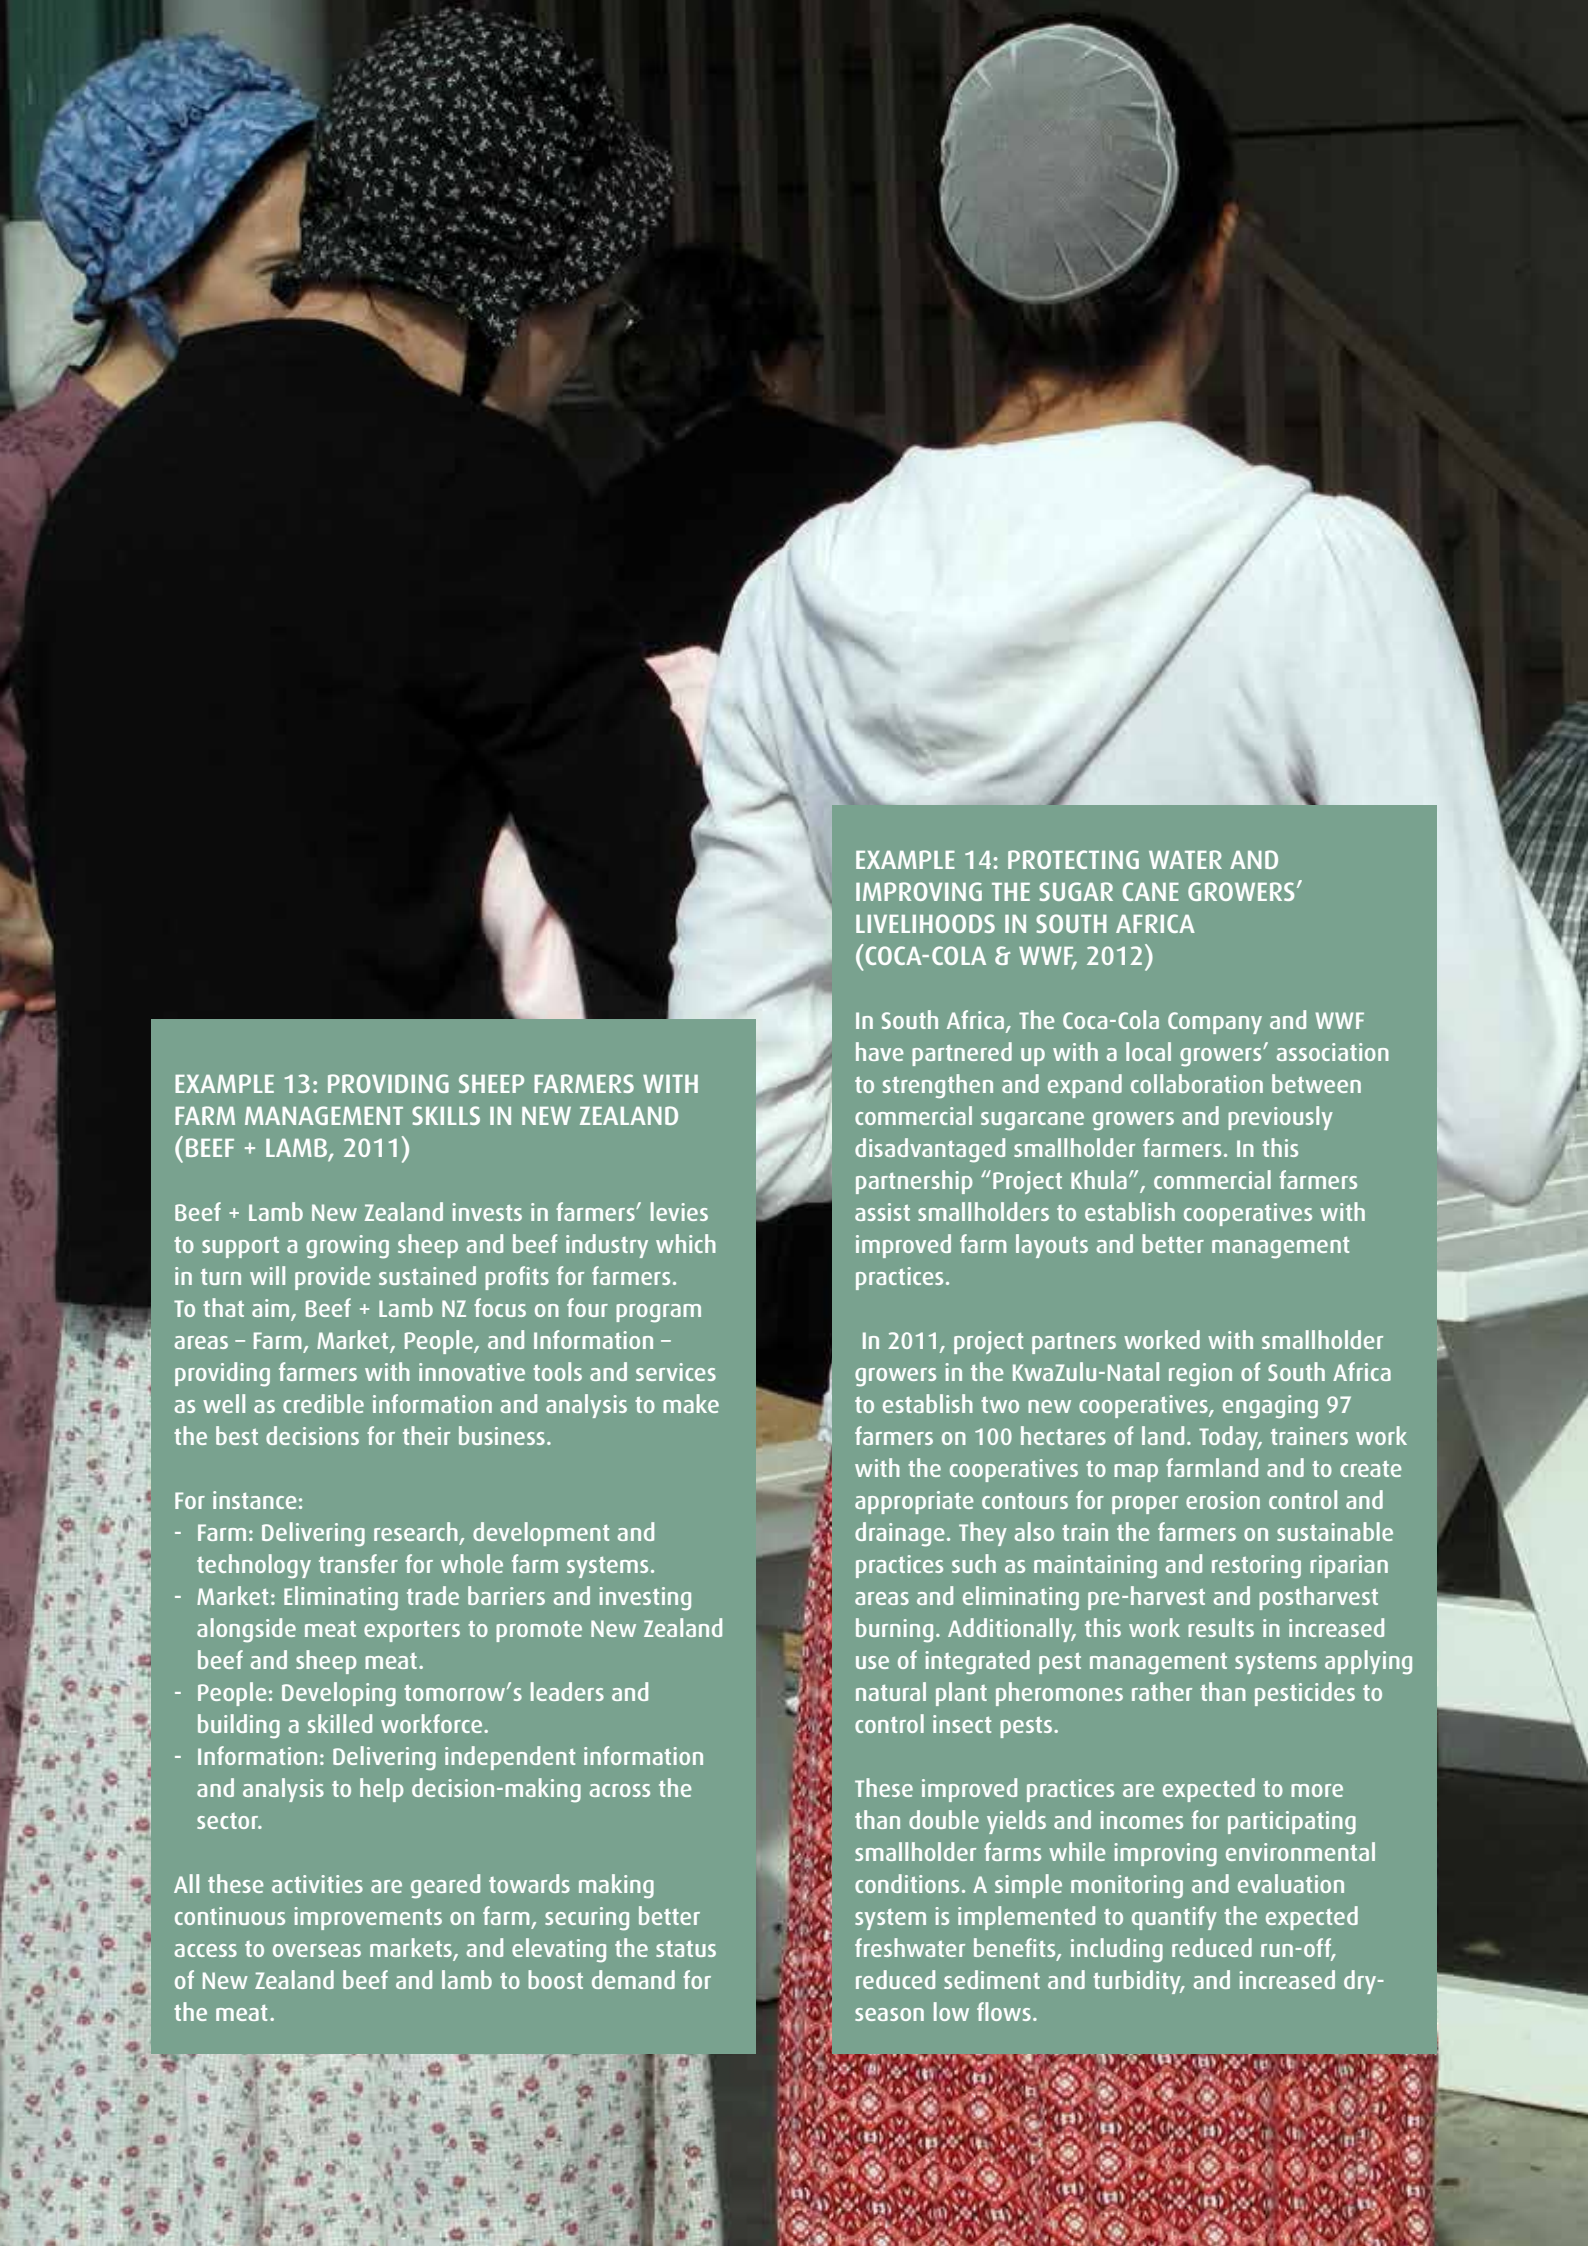 EXAMPLE 13: PROVIDING SHEEP FARMERS WITH
FARM MANAGEMENT SKILLS IN NEW ZEALAND
(BEEF + LAMB, 2011)
Beef + Lamb New Zealand invests in farmers’ levies
to support a growing sheep and beef industry which
in turn will provide sustained profits for farmers.
To that aim, Beef + Lamb NZ focus on four program
areas – Farm, Market, People, and Information –
providing farmers with innovative tools and services
as well as credible information and analysis to make
the best decisions for their business.
For instance:
- Farm: Delivering research, development and
technology transfer for whole farm systems.
- Market: Eliminating trade barriers and investing
alongside meat exporters to promote New Zealand
beef and sheep meat.
- People: Developing tomorrow’s leaders and
building a skilled workforce.
- Information: Delivering independent information
and analysis to help decision-making across the
sector.
All these activities are geared towards making
continuous improvements on farm, securing better
access to overseas markets, and elevating the status
of New Zealand beef and lamb to boost demand for
the meat.
EXAMPLE 14: PROTECTING WATER AND
IMPROVING THE SUGAR CANE GROWERS’
LIVELIHOODS IN SOUTH AFRICA
(COCA-COLA & WWF, 2012)
In South Africa, The Coca-Cola Company and WWF
have partnered up with a local growers’ association
to strengthen and expand collaboration between
commercial sugarcane growers and previously
disadvantaged smallholder farmers. In this
partnership “Project Khula”, commercial farmers
assist smallholders to establish cooperatives with
improved farm layouts and better management
practices.
In 2011, project partners worked with smallholder
growers in the KwaZulu-Natal region of South Africa
to establish two new cooperatives, engaging 97
farmers on 100 hectares of land. Today, trainers work
with the cooperatives to map farmland and to create
appropriate contours for proper erosion control and
drainage. They also train the farmers on sustainable
practices such as maintaining and restoring riparian
areas and eliminating pre-harvest and postharvest
burning. Additionally, this work results in increased
use of integrated pest management systems applying
natural plant pheromones rather than pesticides to
control insect pests.
These improved practices are expected to more
than double yields and incomes for participating
smallholder farms while improving environmental
conditions. A simple monitoring and evaluation
system is implemented to quantify the expected
freshwater benefits, including reduced run-off,
reduced sediment and turbidity, and increased dry-
season low flows.